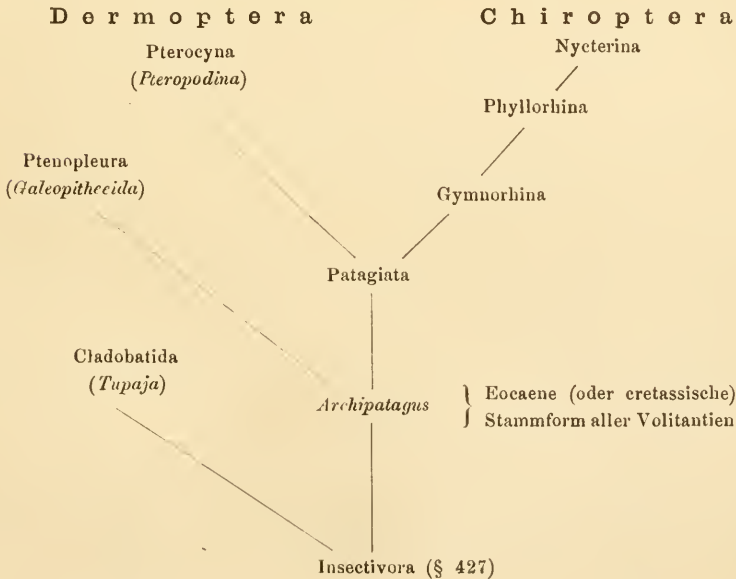 Dermoptera Chiroptera
Pterocyna
(Pteropodina)
Nycterina
Phyllorhina
Ptenopleura
(Galeopithecida)
Gymnorhina
Patagiata
Cladobatida
(Tupaja)
Archipatagus
} Eocaene (oder cretassische)
Stammform aller Volitantien
Insectivora (§ 427)